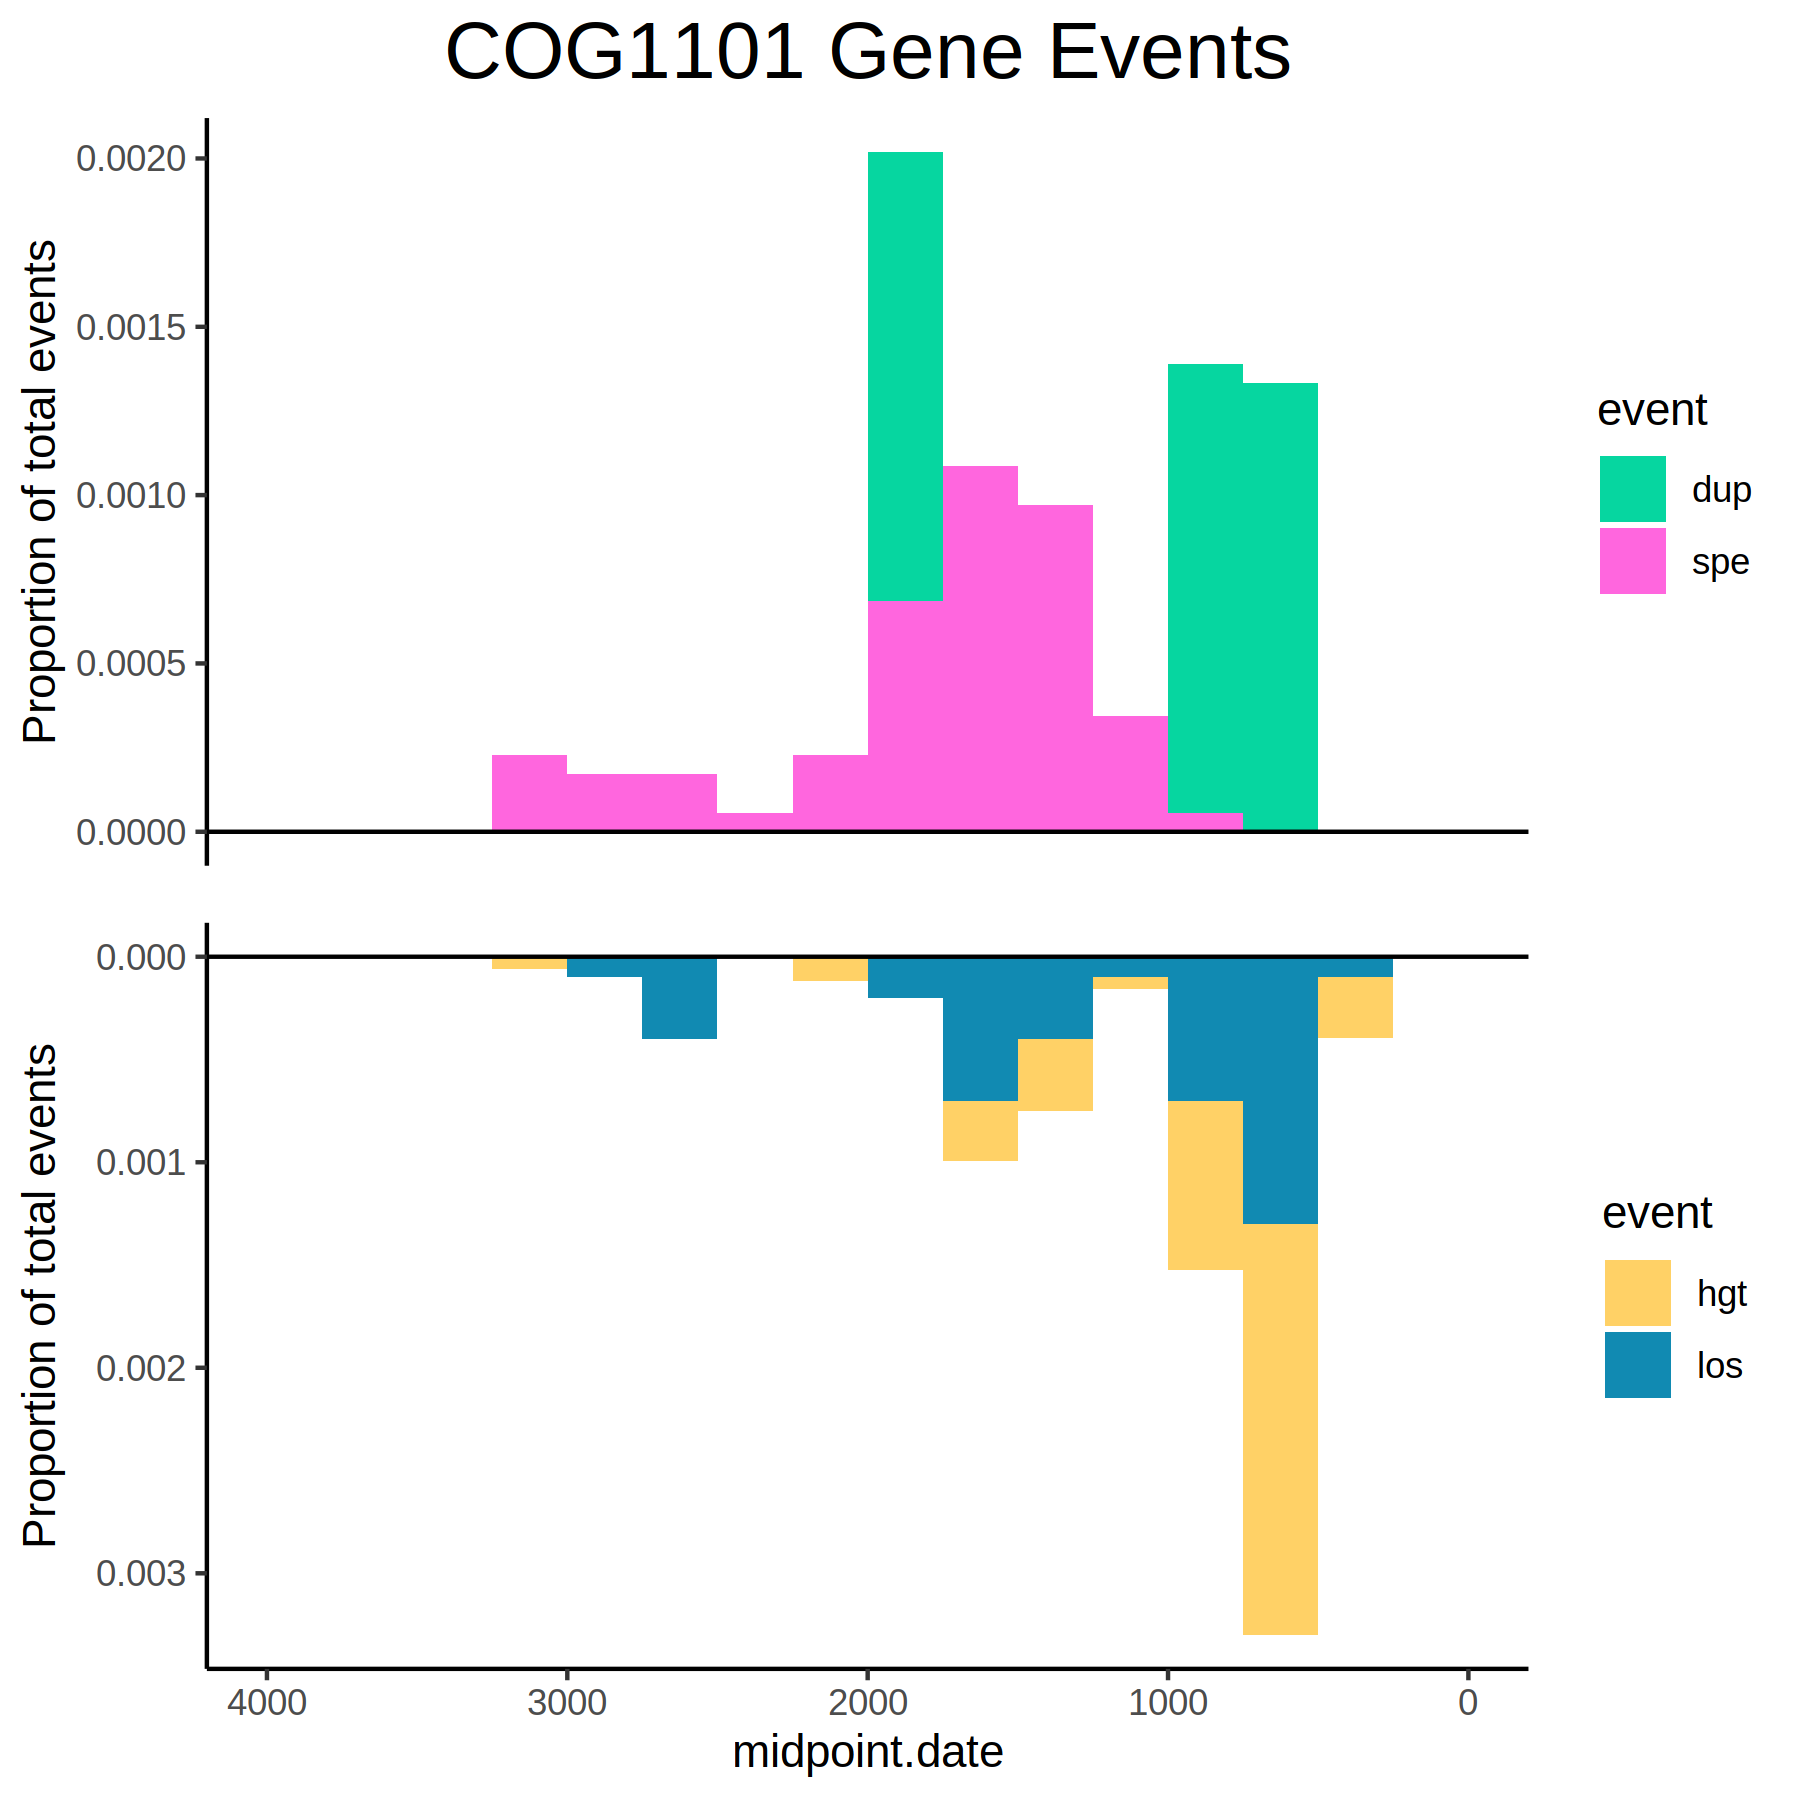 COG1101 Gene Events
Proportion of total events
0.0020
0.0015
0.0010
0.0005
0.0000
event
dup
spe
Proportion of total events
0.000
0.001
0.002
0.003
event
hgt
los
4000 3000 2000 1000 0
midpoint.date